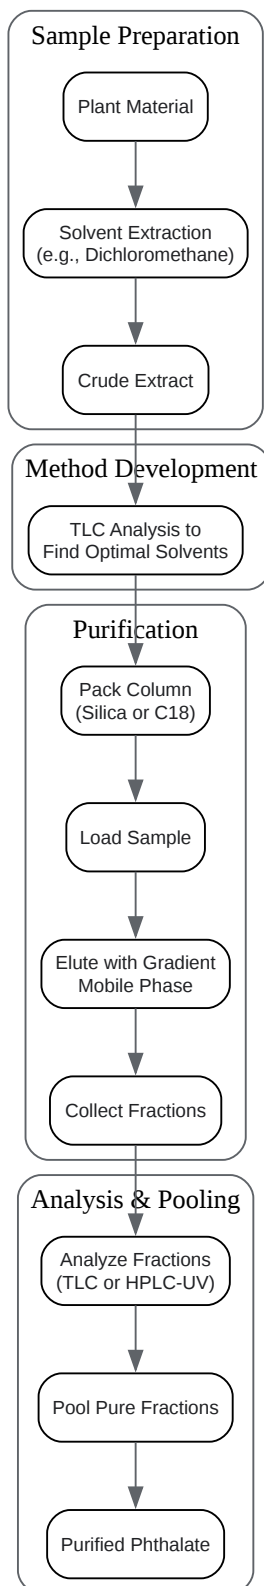 Sample Preparation
Plant Material
Solvent Extraction
(e.g., Dichloromethane)
Crude Extract
Method Development
TLC Analysis to
Find Optimal Solvents
Purification
Pack Column
(Silica or C18)
Load Sample
Elute with Gradient
Mobile Phase
Collect Fractions
Analysis & Pooling
Analyze Fractions
(TLC or HPLC-UV)
Pool Pure Fractions
Purified Phthalate